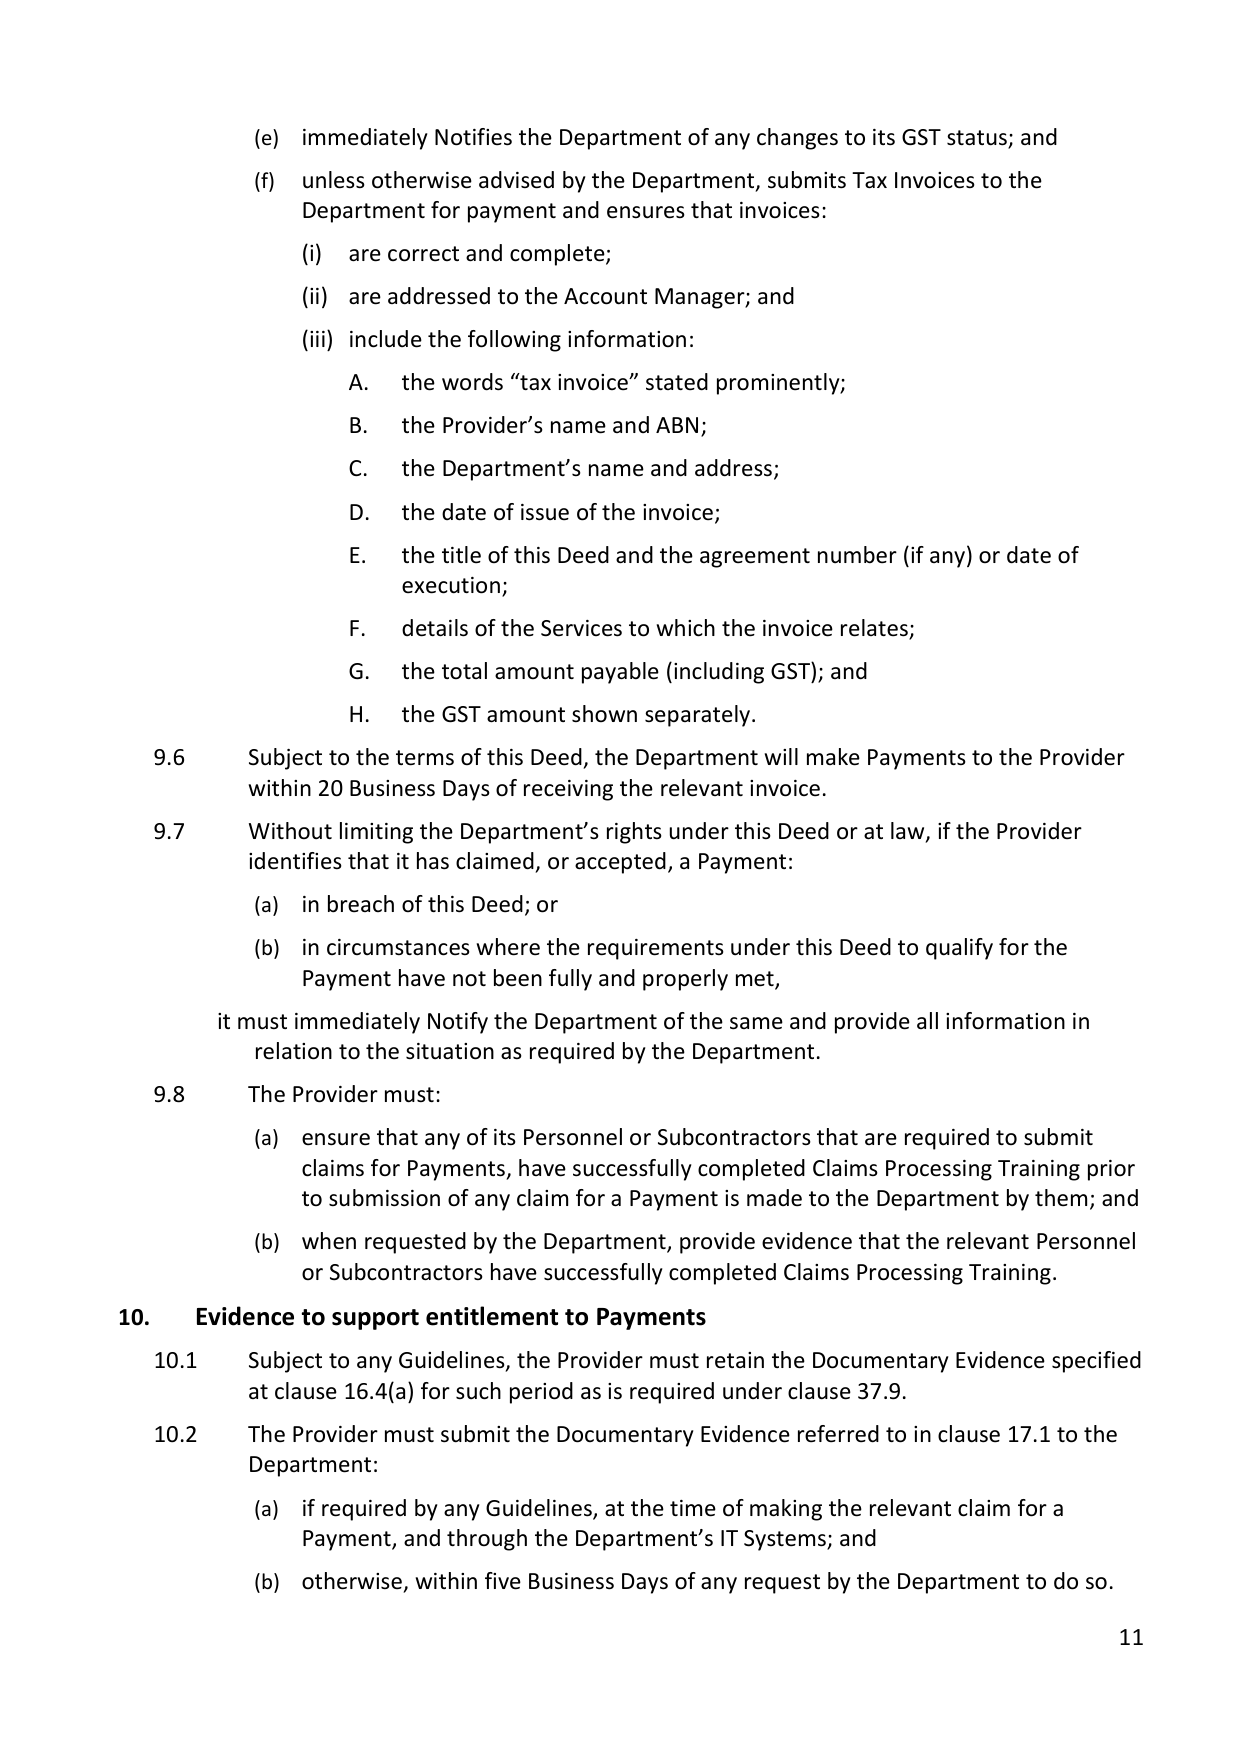 (e) immediately Notifies the Department of any changes to its GST status; and
(f) unless otherwise advised by the Department, submits Tax Invoices to the
Department for payment and ensures that invoices:
(i) are correct and complete;
(ii) are addressed to the Account Manager; and
(iii) include the following information:
A. the words “tax invoice” stated prominently;
B. the Provider’s name and ABN;
C. the Department’s name and address;
D. the date of issue of the invoice;
E. the title of this Deed and the agreement number (if any) or date of
execution;
F. details of the Services to which the invoice relates;
G. the total amount payable (including GST); and
H. the GST amount shown separately.
9.6 Subject to the terms of this Deed, the Department will make Payments to the Provider
within 20 Business Days of receiving the relevant invoice.
9.7 Without limiting the Department’s rights under this Deed or at law, if the Provider
identifies that it has claimed, or accepted, a Payment:
(a) in breach of this Deed; or
(b) in circumstances where the requirements under this Deed to qualify for the
Payment have not been fully and properly met,
it must immediately Notify the Department of the same and provide all information in
relation to the situation as required by the Department.
9.8 The Provider must:
(a) ensure that any of its Personnel or Subcontractors that are required to submit
claims for Payments, have successfully completed Claims Processing Training prior
to submission of any claim for a Payment is made to the Department by them; and
(b) when requested by the Department, provide evidence that the relevant Personnel
or Subcontractors have successfully completed Claims Processing Training.
10. Evidence to support entitlement to Payments
10.1 Subject to any Guidelines, the Provider must retain the Documentary Evidence specified
at clause 16.4(a) for such period as is required under clause 37.9.
10.2 The Provider must submit the Documentary Evidence referred to in clause 17.1 to the
Department:
(a) if required by any Guidelines, at the time of making the relevant claim for a
Payment, and through the Department’s IT Systems; and
(b) otherwise, within five Business Days of any request by the Department to do so.
11